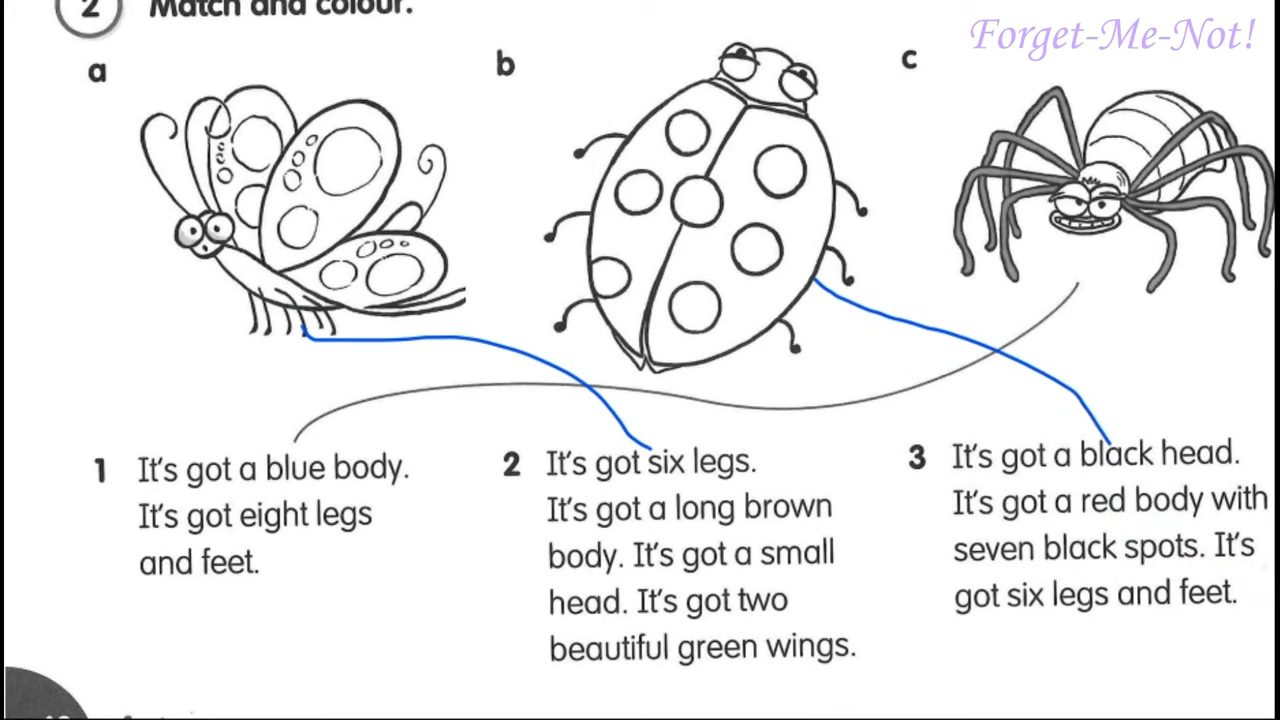 2 Match and colour.
Forget-Me-Not!
a
b
c
1 It's got a blue body.
It's got eight legs
and feet.
2 It's got six legs.
It's got a long brown
body. It's got a small
head. It's got two
beautiful green wings.
3 It's got a black head.
It's got a red body with
seven black spots. It's
got six legs and feet.